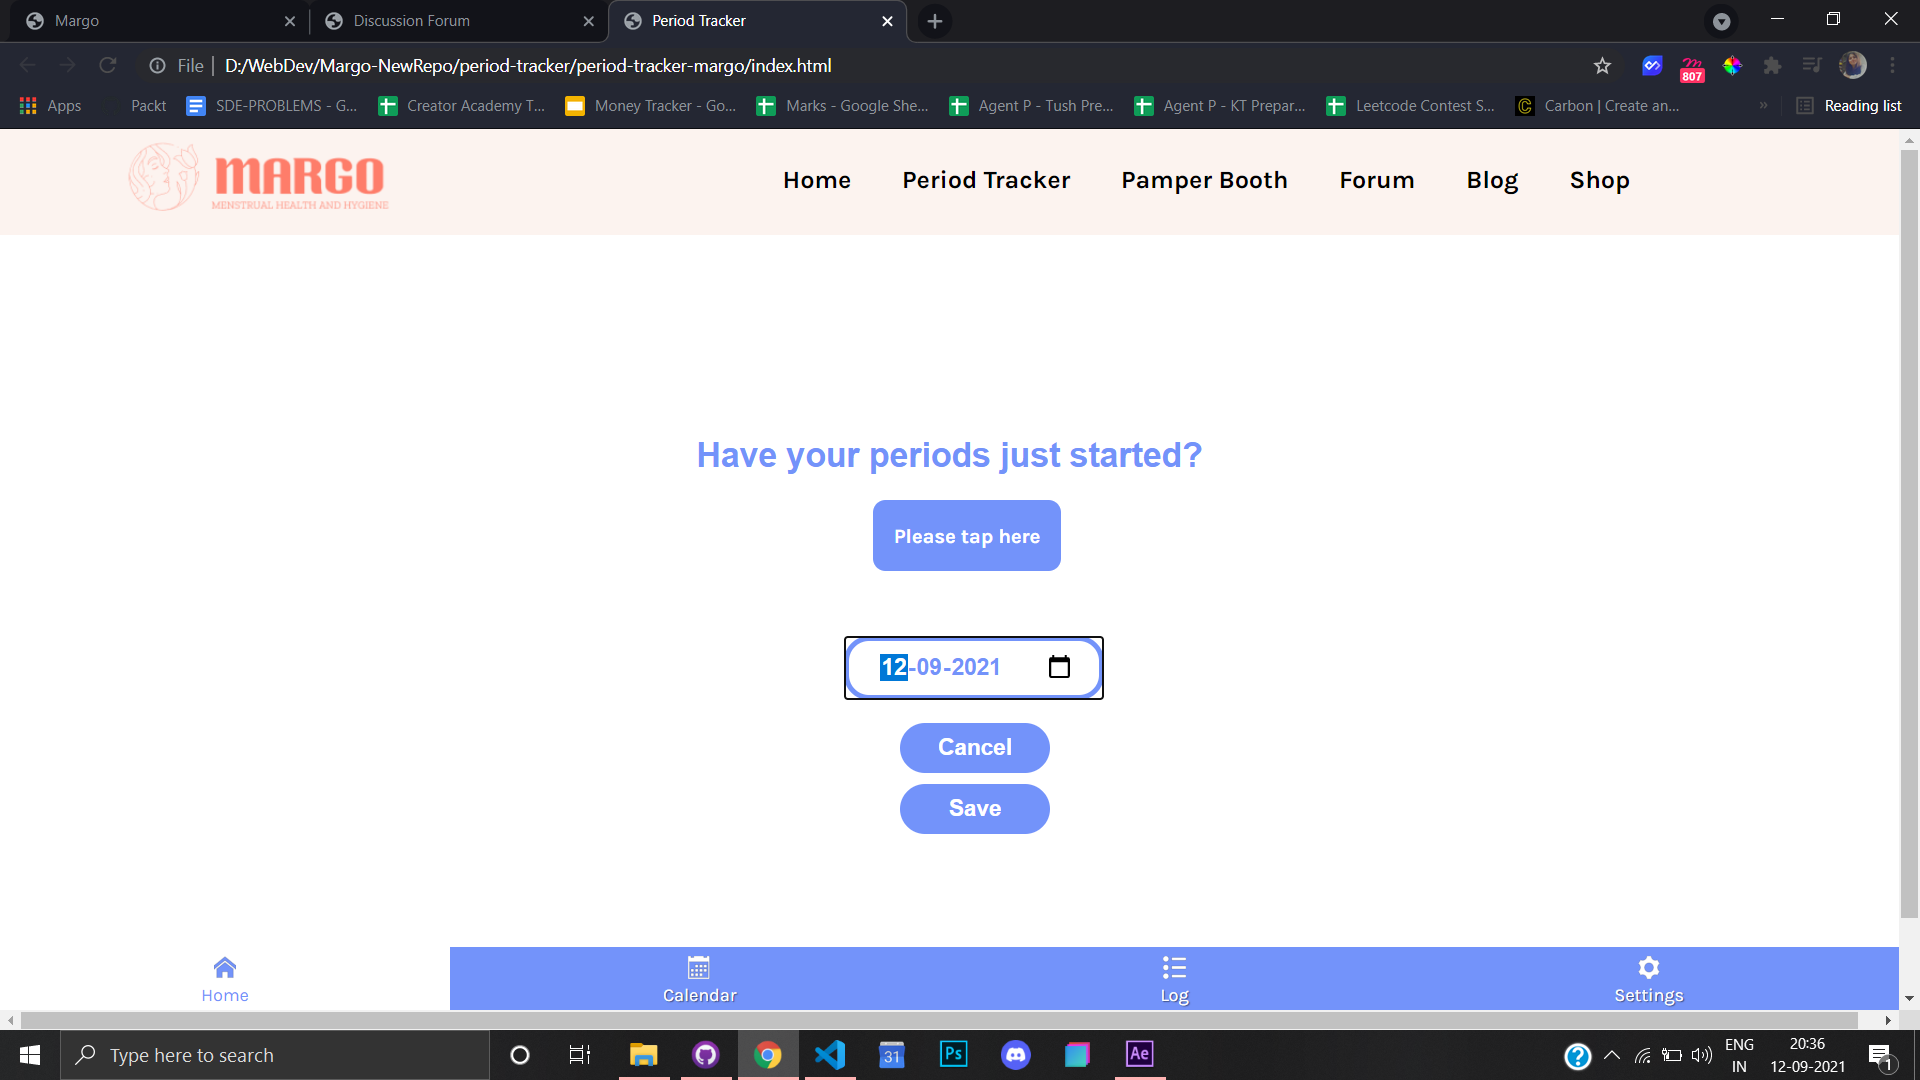 Margo
Discussion Forum
Period Tracker
File | D:/WebDev/Margo-NewRepo/period-tracker/period-tracker-margo/index.html
807
Apps
Packt
SDE-PROBLEMS - G...
Creator Academy T...
Money Tracker - Go...
Marks - Google She...
Agent P - Tush Pre...
Agent P - KT Prepar...
Leetcode Contest S...
Carbon | Create an...
»
Reading list
MARGO
MENSTRUAL HEALTH AND HYGIENE
Home
Period Tracker
Pamper Booth
Forum
Blog
Shop
Have your periods just started?
Please tap here
12-09-2021
Cancel
Save
Home
Calendar
Log
Settings
Type here to search
31
Ps
Ae
ENG
IN
20:36
12-09-2021
1